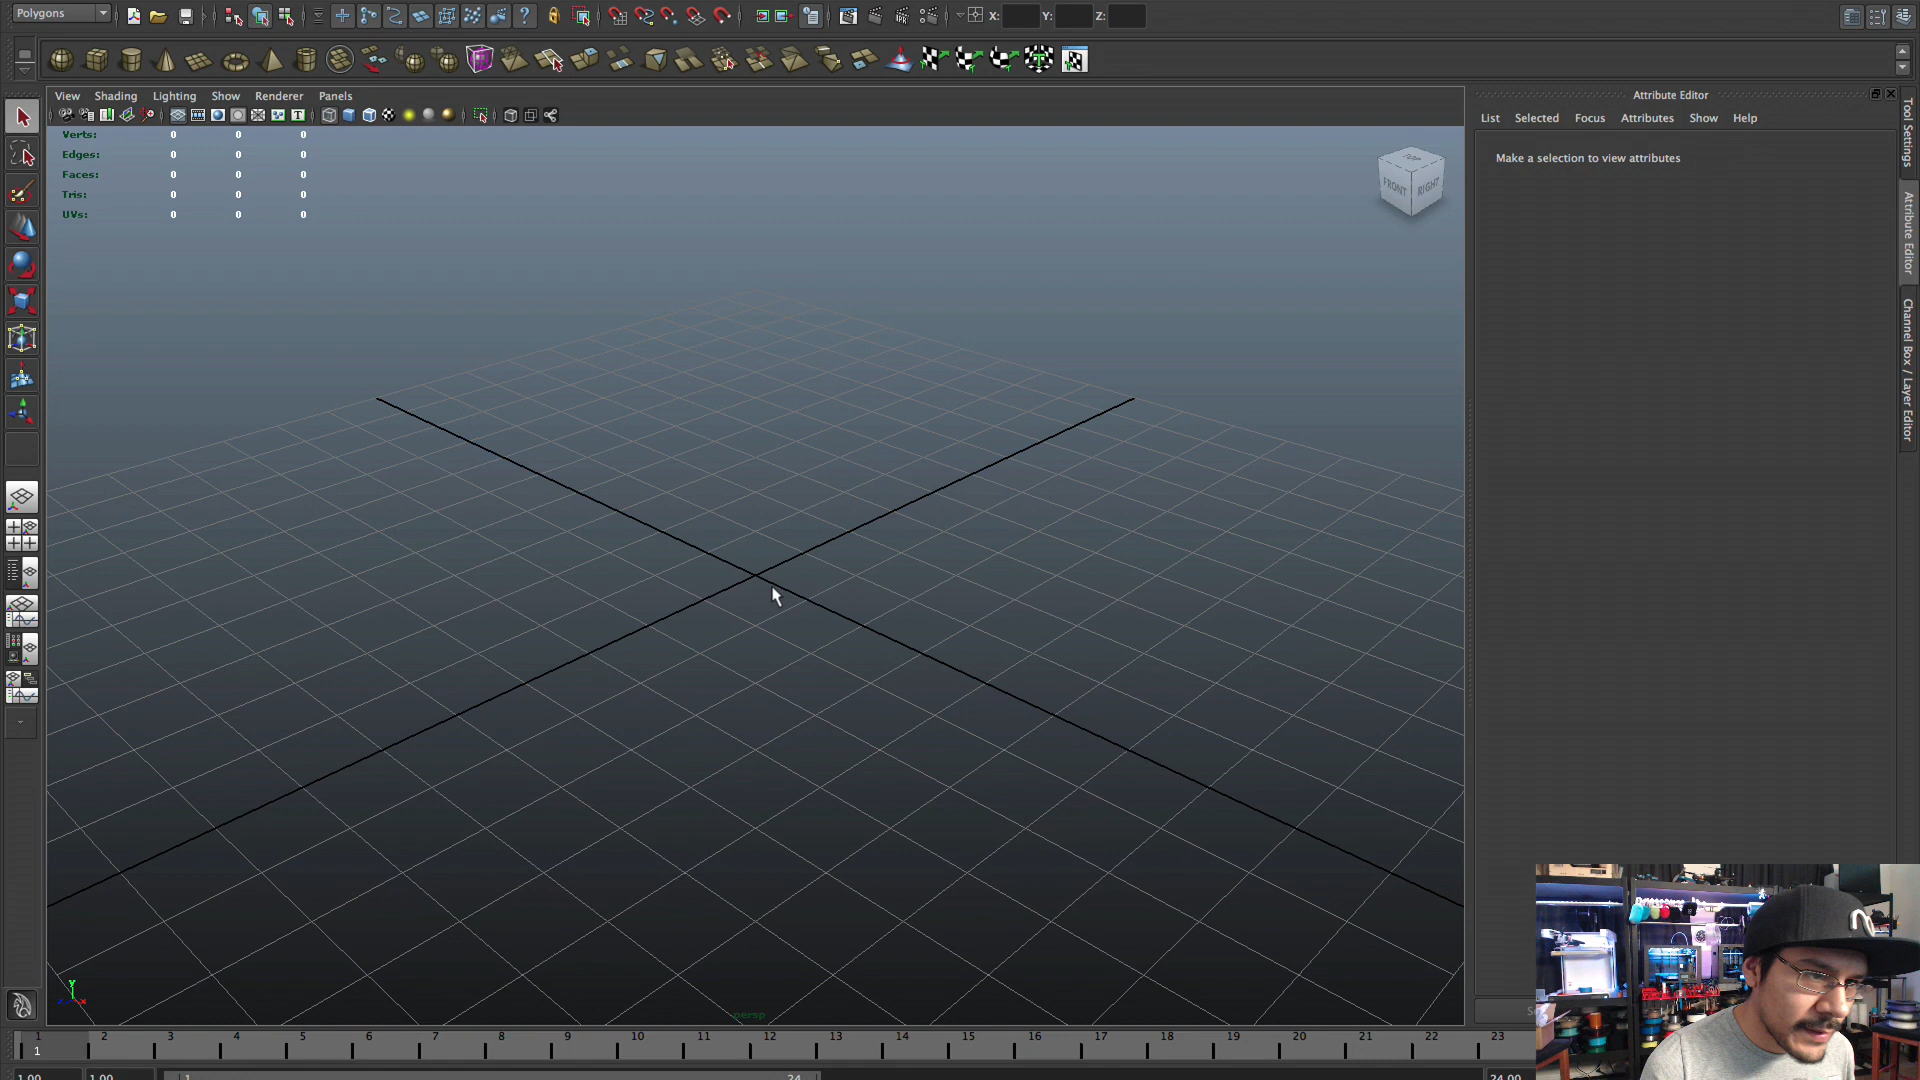 Polygons
X:
Y:
Z:
View Shading Lighting Show Renderer Panels
Verts: 0 0 0
Edges: 0 0 0
Faces: 0 0 0
Tris: 0 0 0
UVs: 0 0 0
TOP
FRONT
RIGHT
persp
Attribute Editor
List Selected Focus Attributes Show Help
Make a selection to view attributes
Tool Settings
Attribute Editor
Channel Box / Layer Editor
1 2 3 4 5 6 7 8 9 10 11 12 13 14 15 16 17 18 19 20 21 22 23
1
1.00 1.00 1 24 24.00